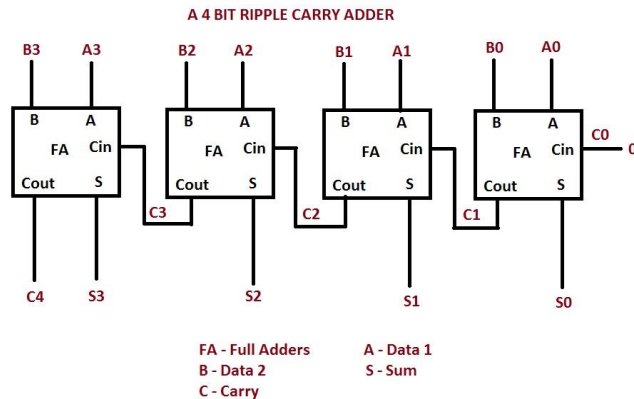 A 4 BIT RIPPLE CARRY ADDER
B3 A3 B2 A2 B1 A1 B0 A0
B A B A B A B A C0
FA Cin FA Cin FA Cin FA Cin 0
Cout S Cout S Cout S Cout S
C3 C2 C1
C4 S3 S2 S1 S0
FA - Full Adders A - Data 1
B - Data 2 S - Sum
C - Carry